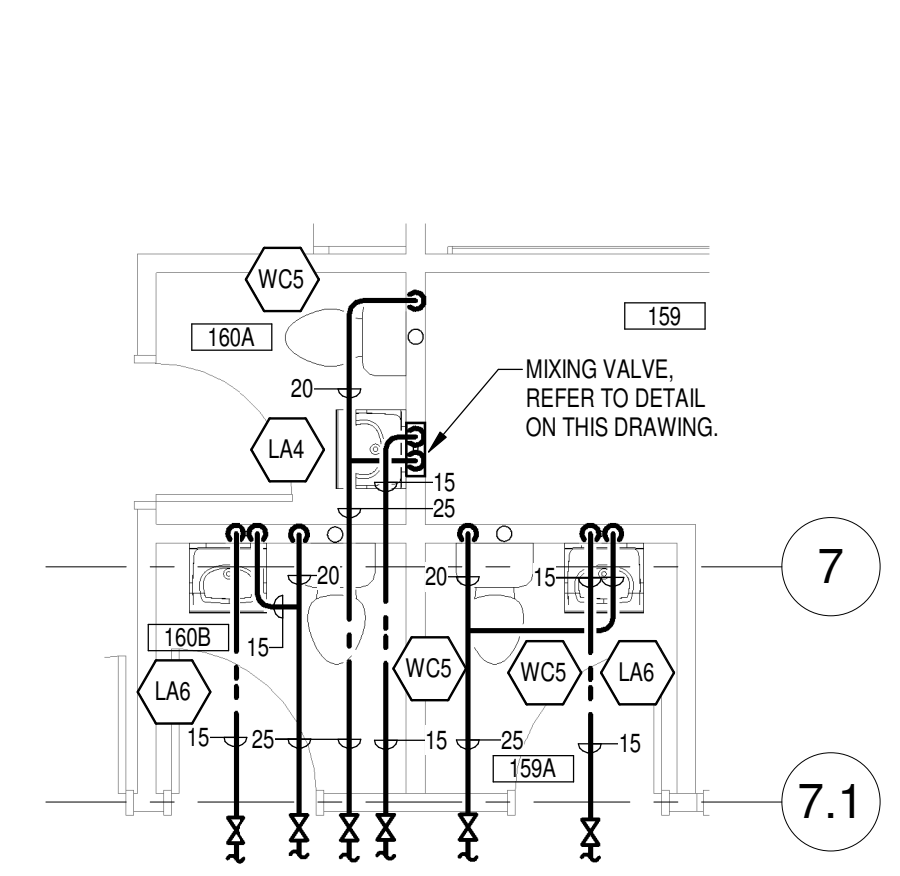 WC5
159
160A
MIXING VALVE,
REFER TO DETAIL
ON THIS DRAWING.
20
LA4
15
25
7
20
20
15
160B
15
WC5
WC5
LA6
LA6
15
25
15
25
15
159A
7.1